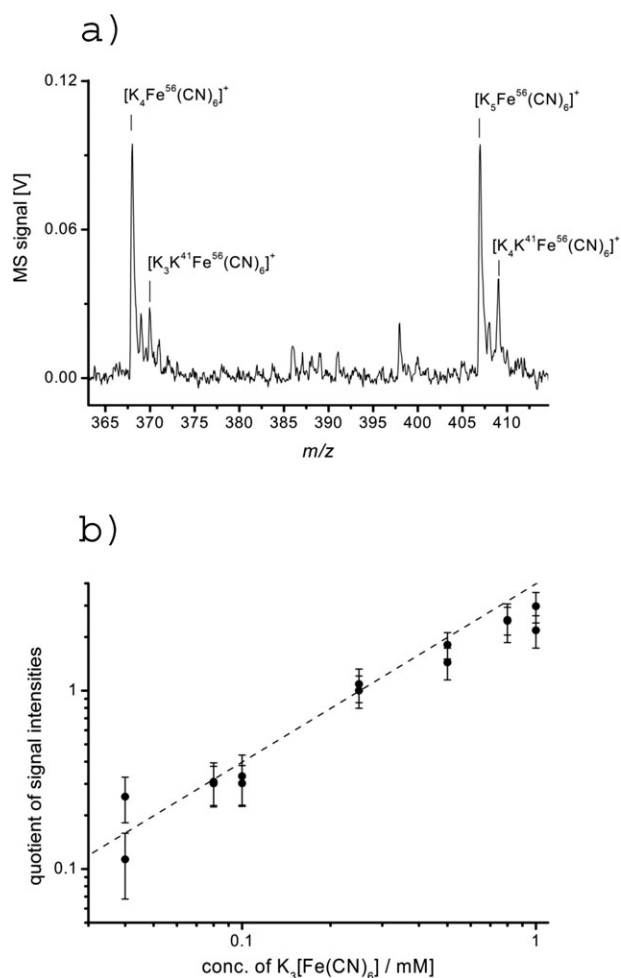 a)
0.12
0.06
0.00
MS signal [V]
[K₄Fe⁵⁶(CN)₆]⁺
[K₃K⁴¹Fe⁵⁶(CN)₆]⁺
[K₅Fe⁵⁶(CN)₆]⁺
[K₄K⁴¹Fe⁵⁶(CN)₆]⁺
365 370 375 380 385 390 395 400 405 410
m/z
b)
quotient of signal intensities
1
0.1
0.1 1
conc. of K₃[Fe(CN)₆] / mM]